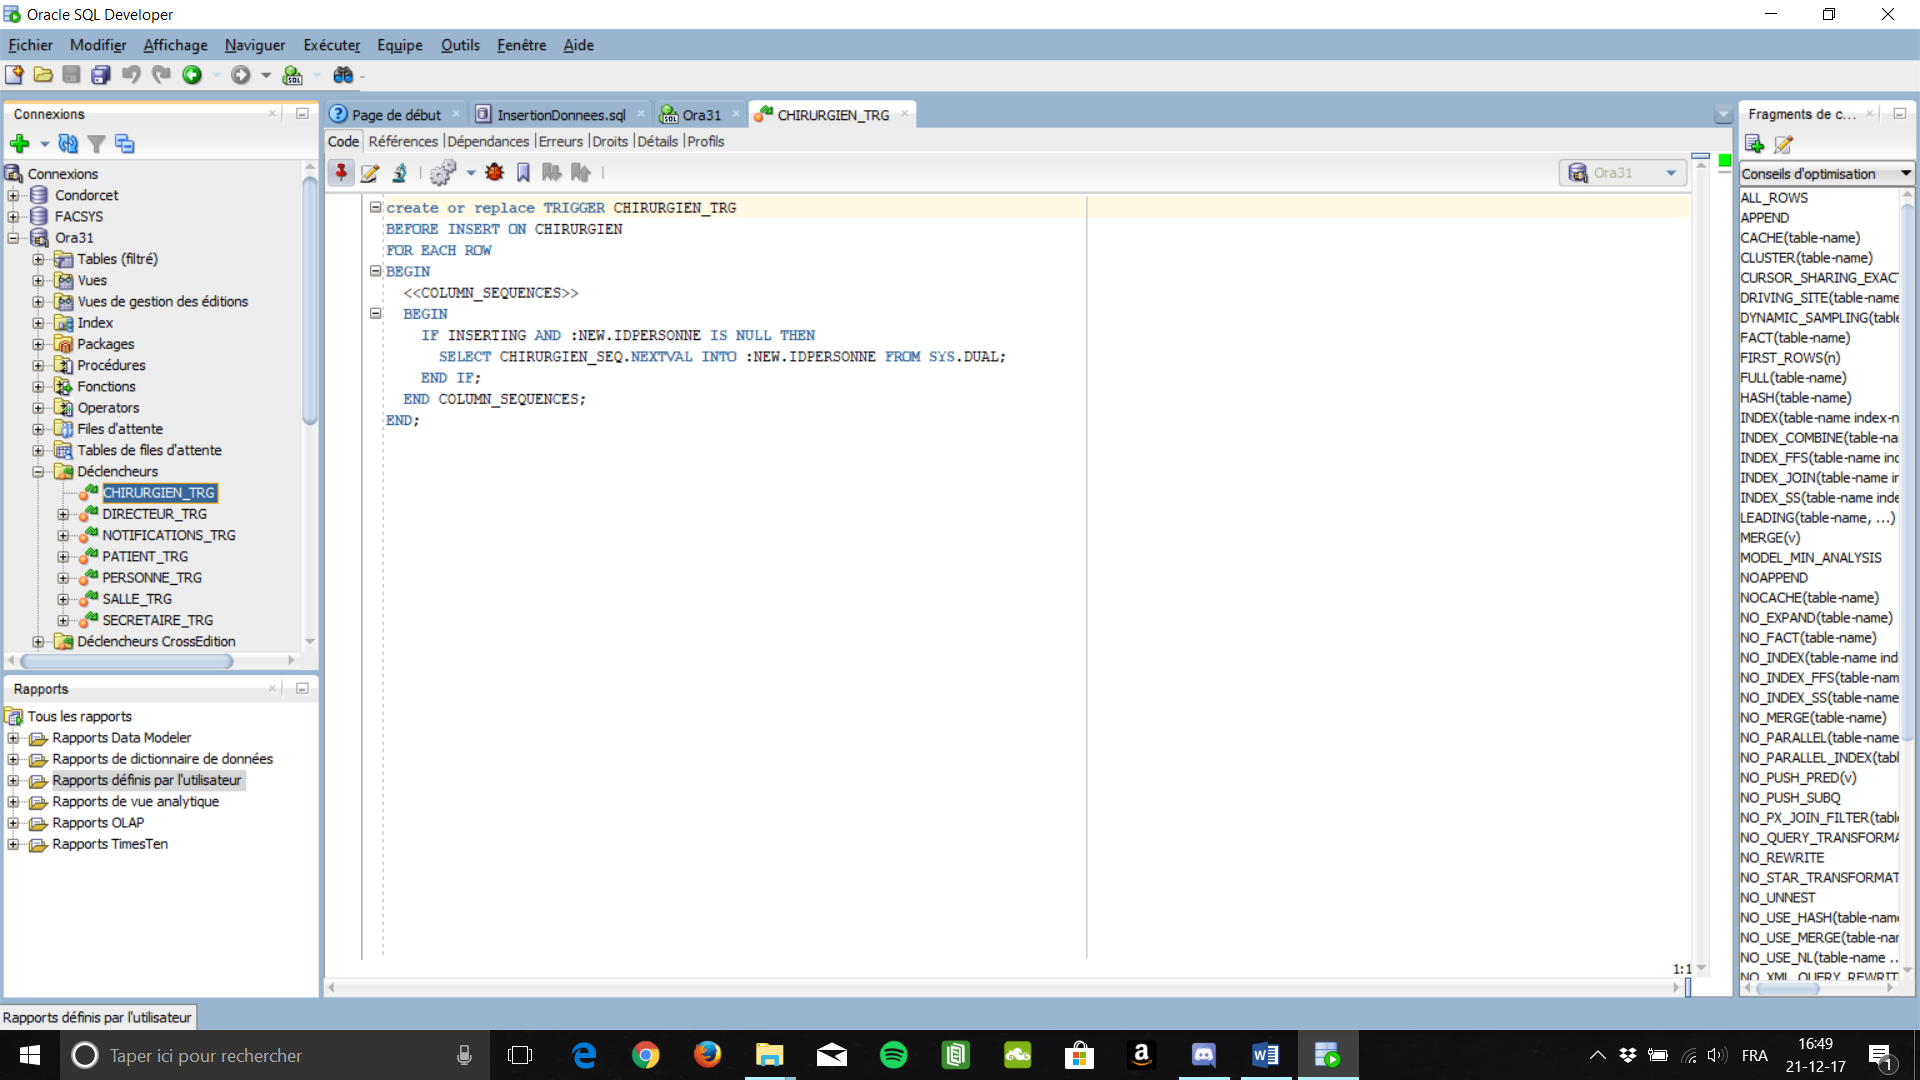 Oracle SQL Developer
Fichier Modifier Affichage Naviguer Exécuter Equipe Outils Fenêtre Aide
Connexions
Connexions
Condorcet
FACSYS
Ora31
Tables (filtré)
Vues
Vues de gestion des éditions
Index
Packages
Procédures
Fonctions
Operators
Files d'attente
Tables de files d'attente
Déclencheurs
CHIRURGIEN_TRG
DIRECTEUR_TRG
NOTIFICATIONS_TRG
PATIENT_TRG
PERSONNE_TRG
SALLE_TRG
SECRETAIRE_TRG
Déclencheurs CrossEdition
Rapports
Tous les rapports
Rapports Data Modeler
Rapports de dictionnaire de données
Rapports définis par l'utilisateur
Rapports de vue analytique
Rapports OLAP
Rapports TimesTen
Page de début InsertionDonnees.sql Ora31 CHIRURGIEN_TRG
Code Références Dépendances Erreurs Droits Détails Profils
Ora31
create or replace TRIGGER CHIRURGIEN_TRG
BEFORE INSERT ON CHIRURGIEN
FOR EACH ROW
BEGIN
<<COLUMN_SEQUENCES>>
BEGIN
IF INSERTING AND :NEW.IDPERSONNE IS NULL THEN
SELECT CHIRURGIEN_SEQ.NEXTVAL INTO :NEW.IDPERSONNE FROM SYS.DUAL;
END IF;
END COLUMN_SEQUENCES;
END;
1:1
Fragments de c...
Conseils d'optimisation
ALL_ROWS
APPEND
CACHE(table-name)
CLUSTER(table-name)
CURSOR_SHARING_EXAC
DRIVING_SITE(table-name
DYNAMIC_SAMPLING(table
FACT(table-name)
FIRST_ROWS(n)
FULL(table-name)
HASH(table-name)
INDEX(table-name index-n
INDEX_COMBINE(table-na
INDEX_FFS(table-name ind
INDEX_JOIN(table-name in
INDEX_SS(table-name inde
LEADING(table-name, ...)
MERGE(v)
MODEL_MIN_ANALYSIS
NOAPPEND
NOCACHE(table-name)
NO_EXPAND(table-name)
NO_FACT(table-name)
NO_INDEX(table-name ind
NO_INDEX_FFS(table-nam
NO_INDEX_SS(table-name
NO_MERGE(table-name)
NO_PARALLEL(table-name
NO_PARALLEL_INDEX(tabl
NO_PUSH_PRED(v)
NO_PUSH_SUBQ
NO_PX_JOIN_FILTER(tabl
NO_QUERY_TRANSFORMA
NO_REWRITE
NO_STAR_TRANSFORMAT
NO_UNNEST
NO_USE_HASH(table-name
NO_USE_MERGE(table-nar
NO_USE_NL(table-name ..
NO_XML_QUERY_REWRIT
Rapports définis par l'utilisateur
Taper ici pour rechercher
FRA
16:49
21-12-17
1